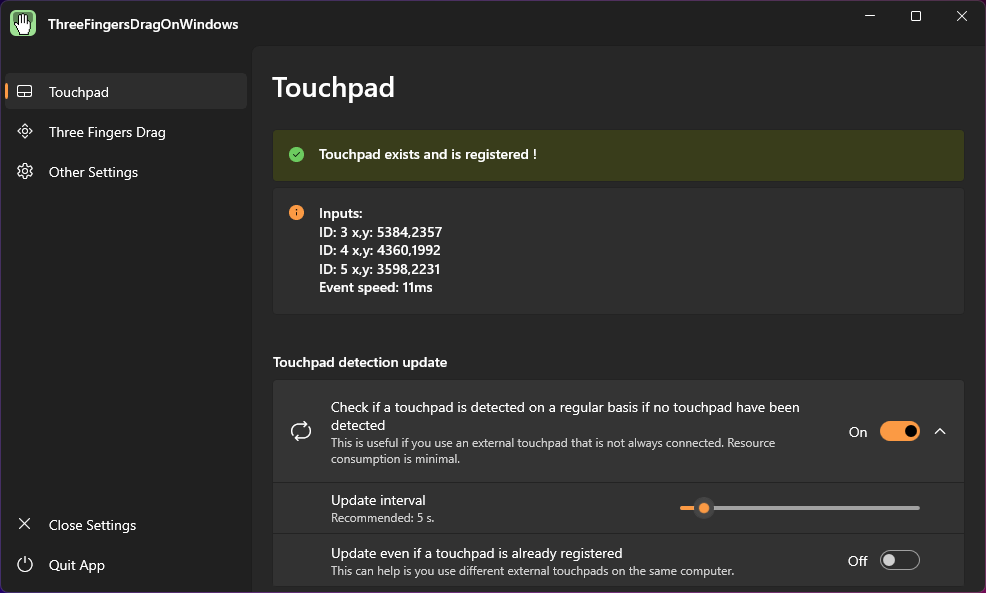 ThreeFingersDragOnWindows
Touchpad
Three Fingers Drag
Other Settings
Close Settings
Quit App
Touchpad
Touchpad exists and is registered !
Inputs:
ID: 3 x,y: 5384,2357
ID: 4 x,y: 4360,1992
ID: 5 x,y: 3598,2231
Event speed: 11ms
Touchpad detection update
Check if a touchpad is detected on a regular basis if no touchpad have been
detected
This is useful if you use an external touchpad that is not always connected. Resource
consumption is minimal.
On
Update interval
Recommended: 5 s.
Update even if a touchpad is already registered
This can help is you use different external touchpads on the same computer.
Off